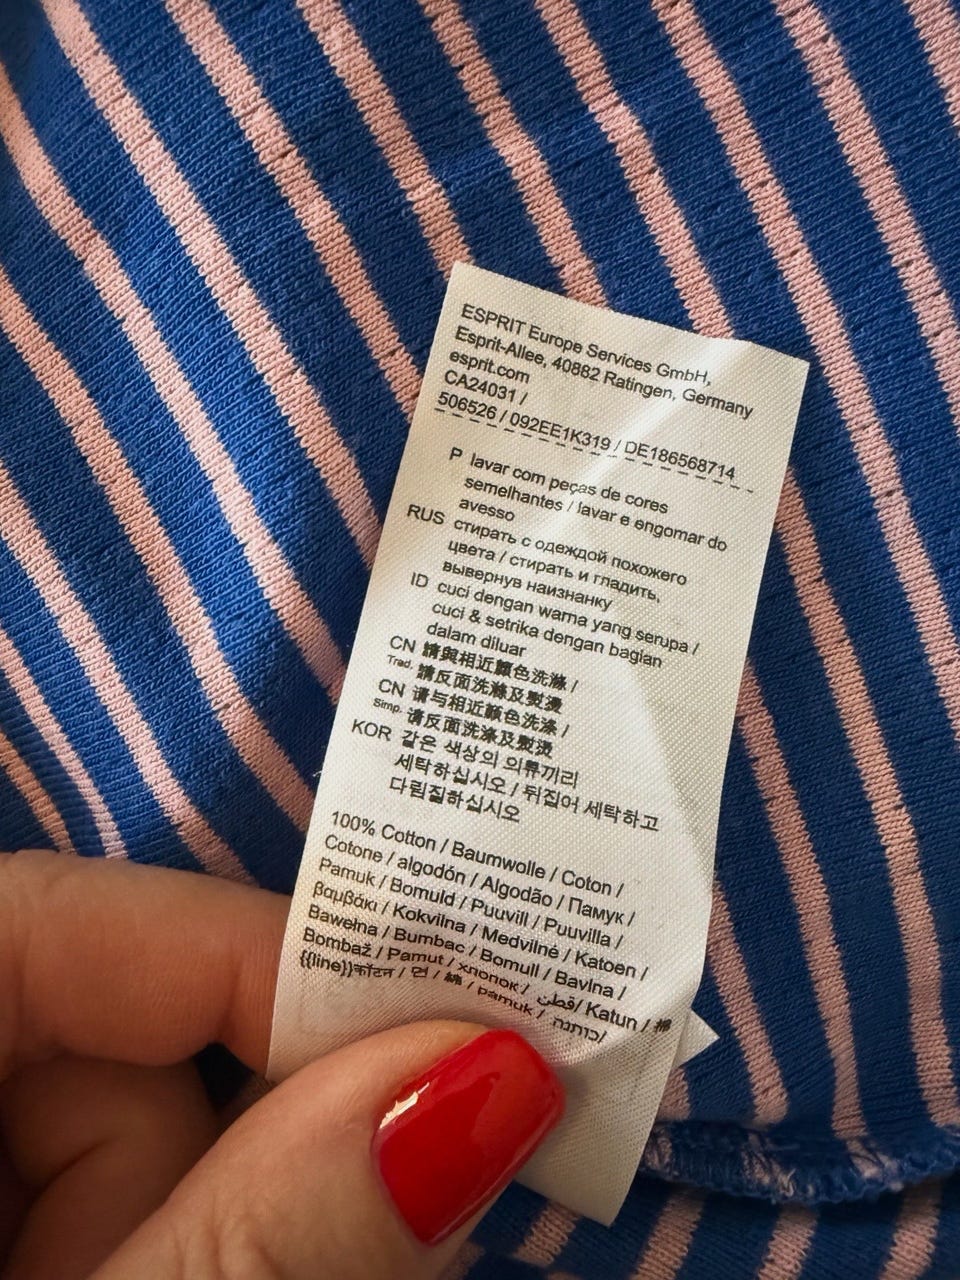 ESPRIT Europe Services GmbH,
Esprit-Allee, 40882 Ratingen, Germany
esprit.com
CA24031 /
506526 / 092EE1K319 / DE186568714
P lavar com peças de cores
semelhantes / lavar e engomar do
avesso
RUS стирать с одеждой похожего
цвета / стирать и гладить,
вывернув наизнанку
ID cuci dengan warna yang serupa /
cuci & setrika dengan bagian
dalam diluar
CN 請與相近顏色洗滌 /
Trad. 請反面洗滌及熨燙
CN 请与相近颜色洗涤 /
Simp. 请反面洗涤及熨烫
KOR 같은 색상의 의류끼리
세탁하십시오 / 뒤집어 세탁하고
다림질하십시오
100% Cotton / Baumwolle / Coton /
Cotone / algodón / Algodão / Памук /
Pamuk / Bomuld / Puuvill / Puuvilla /
βαμβάκι / Kokvilna / Medvilnė / Katoen /
Bawełna / Bumbac / Bomull / Bavlna /
Bombaž / Pamut / хлопок / قطن / Katun / 棉
{{line}}कॉटन / 면 / 綿 / pamuk / כותנה/